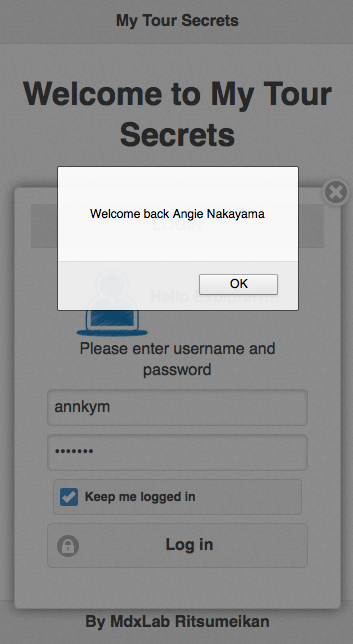 My Tour Secrets
Welcome to My Tour
Secrets
Welcome back Angie Nakayama
OK
Please enter username and
password
annkym
•••••••
Keep me logged in
Log in
By MdxLab Ritsumeikan